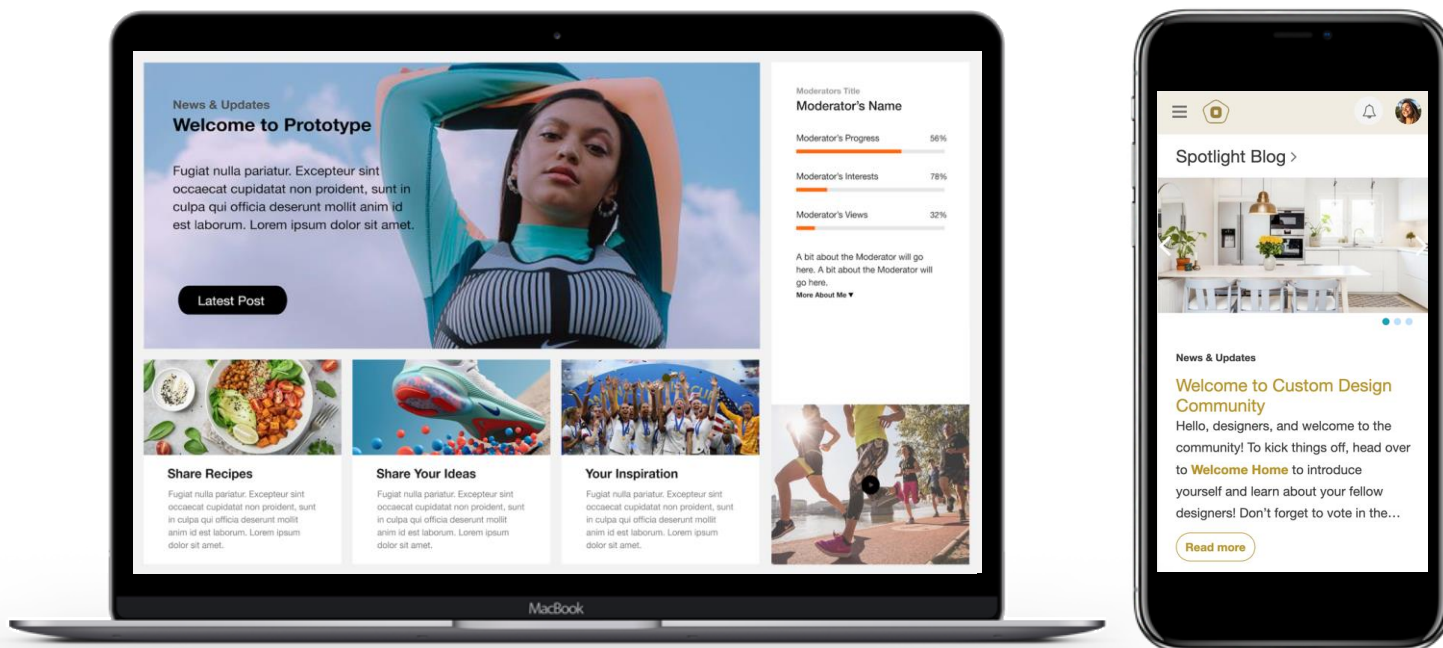 News & Updates
Welcome to Prototype
Fugiat nulla pariatur. Excepteur sint
occaecat cupidatat non proident, sunt in
culpa qui officia deserunt mollit anim id
est laborum. Lorem ipsum dolor sit amet.
Latest Post
Moderators Title
Moderator's Name
Moderator's Progress 56%
Moderator's Interests 78%
Moderator's Views 32%
A bit about the Moderator will go
here. A bit about the Moderator will
go here.
More About Me ▼
Share Recipes
Fugiat nulla pariatur. Excepteur sint
occaecat cupidatat non proident, sunt
in culpa qui officia deserunt mollit
anim id est laborum. Lorem ipsum
dolor sit amet.
Share Your Ideas
Fugiat nulla pariatur. Excepteur sint
occaecat cupidatat non proident, sunt
in culpa qui officia deserunt mollit
anim id est laborum. Lorem ipsum
dolor sit amet.
Your Inspiration
Fugiat nulla pariatur. Excepteur sint
occaecat cupidatat non proident, sunt
in culpa qui officia deserunt mollit
anim id est laborum. Lorem ipsum
dolor sit amet.
MacBook
Spotlight Blog >
News & Updates
Welcome to Custom Design
Community
Hello, designers, and welcome to the
community! To kick things off, head over
to Welcome Home to introduce
yourself and learn about your fellow
designers! Don't forget to vote in the…
Read more